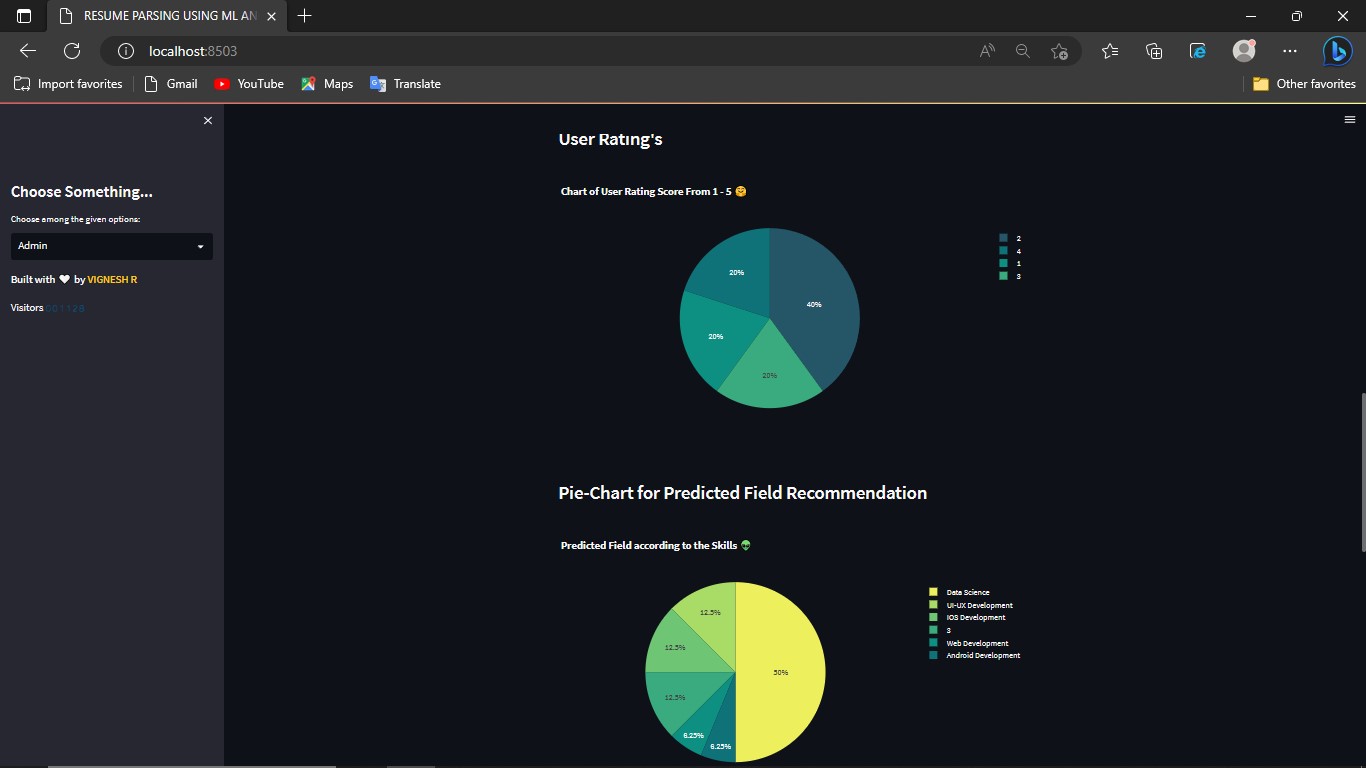 RESUME PARSING USING ML AN
localhost:8503
Import favorites
Gmail
YouTube
Maps
Translate
Other favorites
Choose Something...
Choose among the given options:
Admin
Built with ❤ by VIGNESH R
Visitors
User Rating's
Chart of User Rating Score From 1 - 5 🤗
20%
40%
20%
20%
2
4
1
3
Pie-Chart for Predicted Field Recommendation
Predicted Field according to the Skills 👽
12.5%
12.5%
50%
12.5%
6.25%
6.25%
Data Science
UI-UX Development
IOS Development
3
Web Development
Android Development